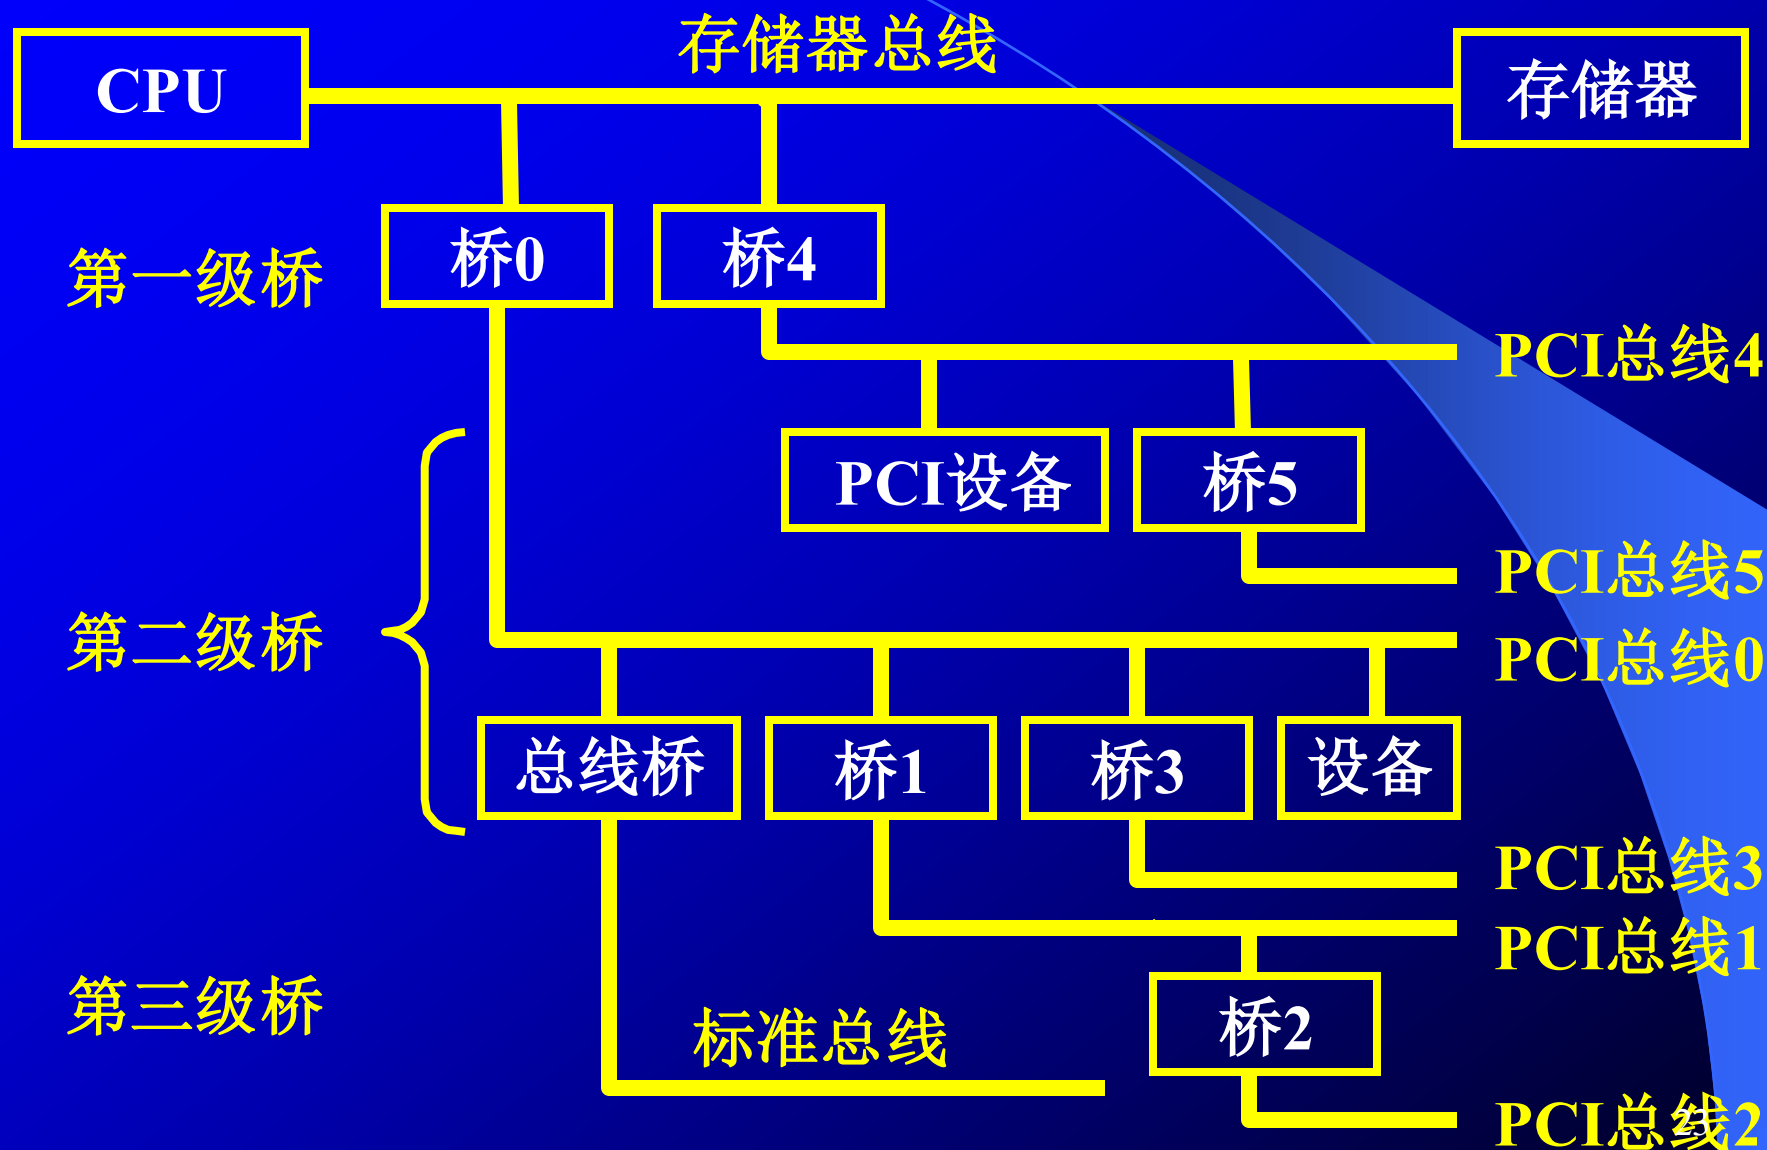 存储器总线
CPU
存储器
桥0
桥4
第一级桥
PCI总线4
PCI设备
桥5
PCI总线5
第二级桥
PCI总线0
总线桥
桥1
桥3
设备
PCI总线3
PCI总线1
第三级桥
标准总线
桥2
PCI总线2
23